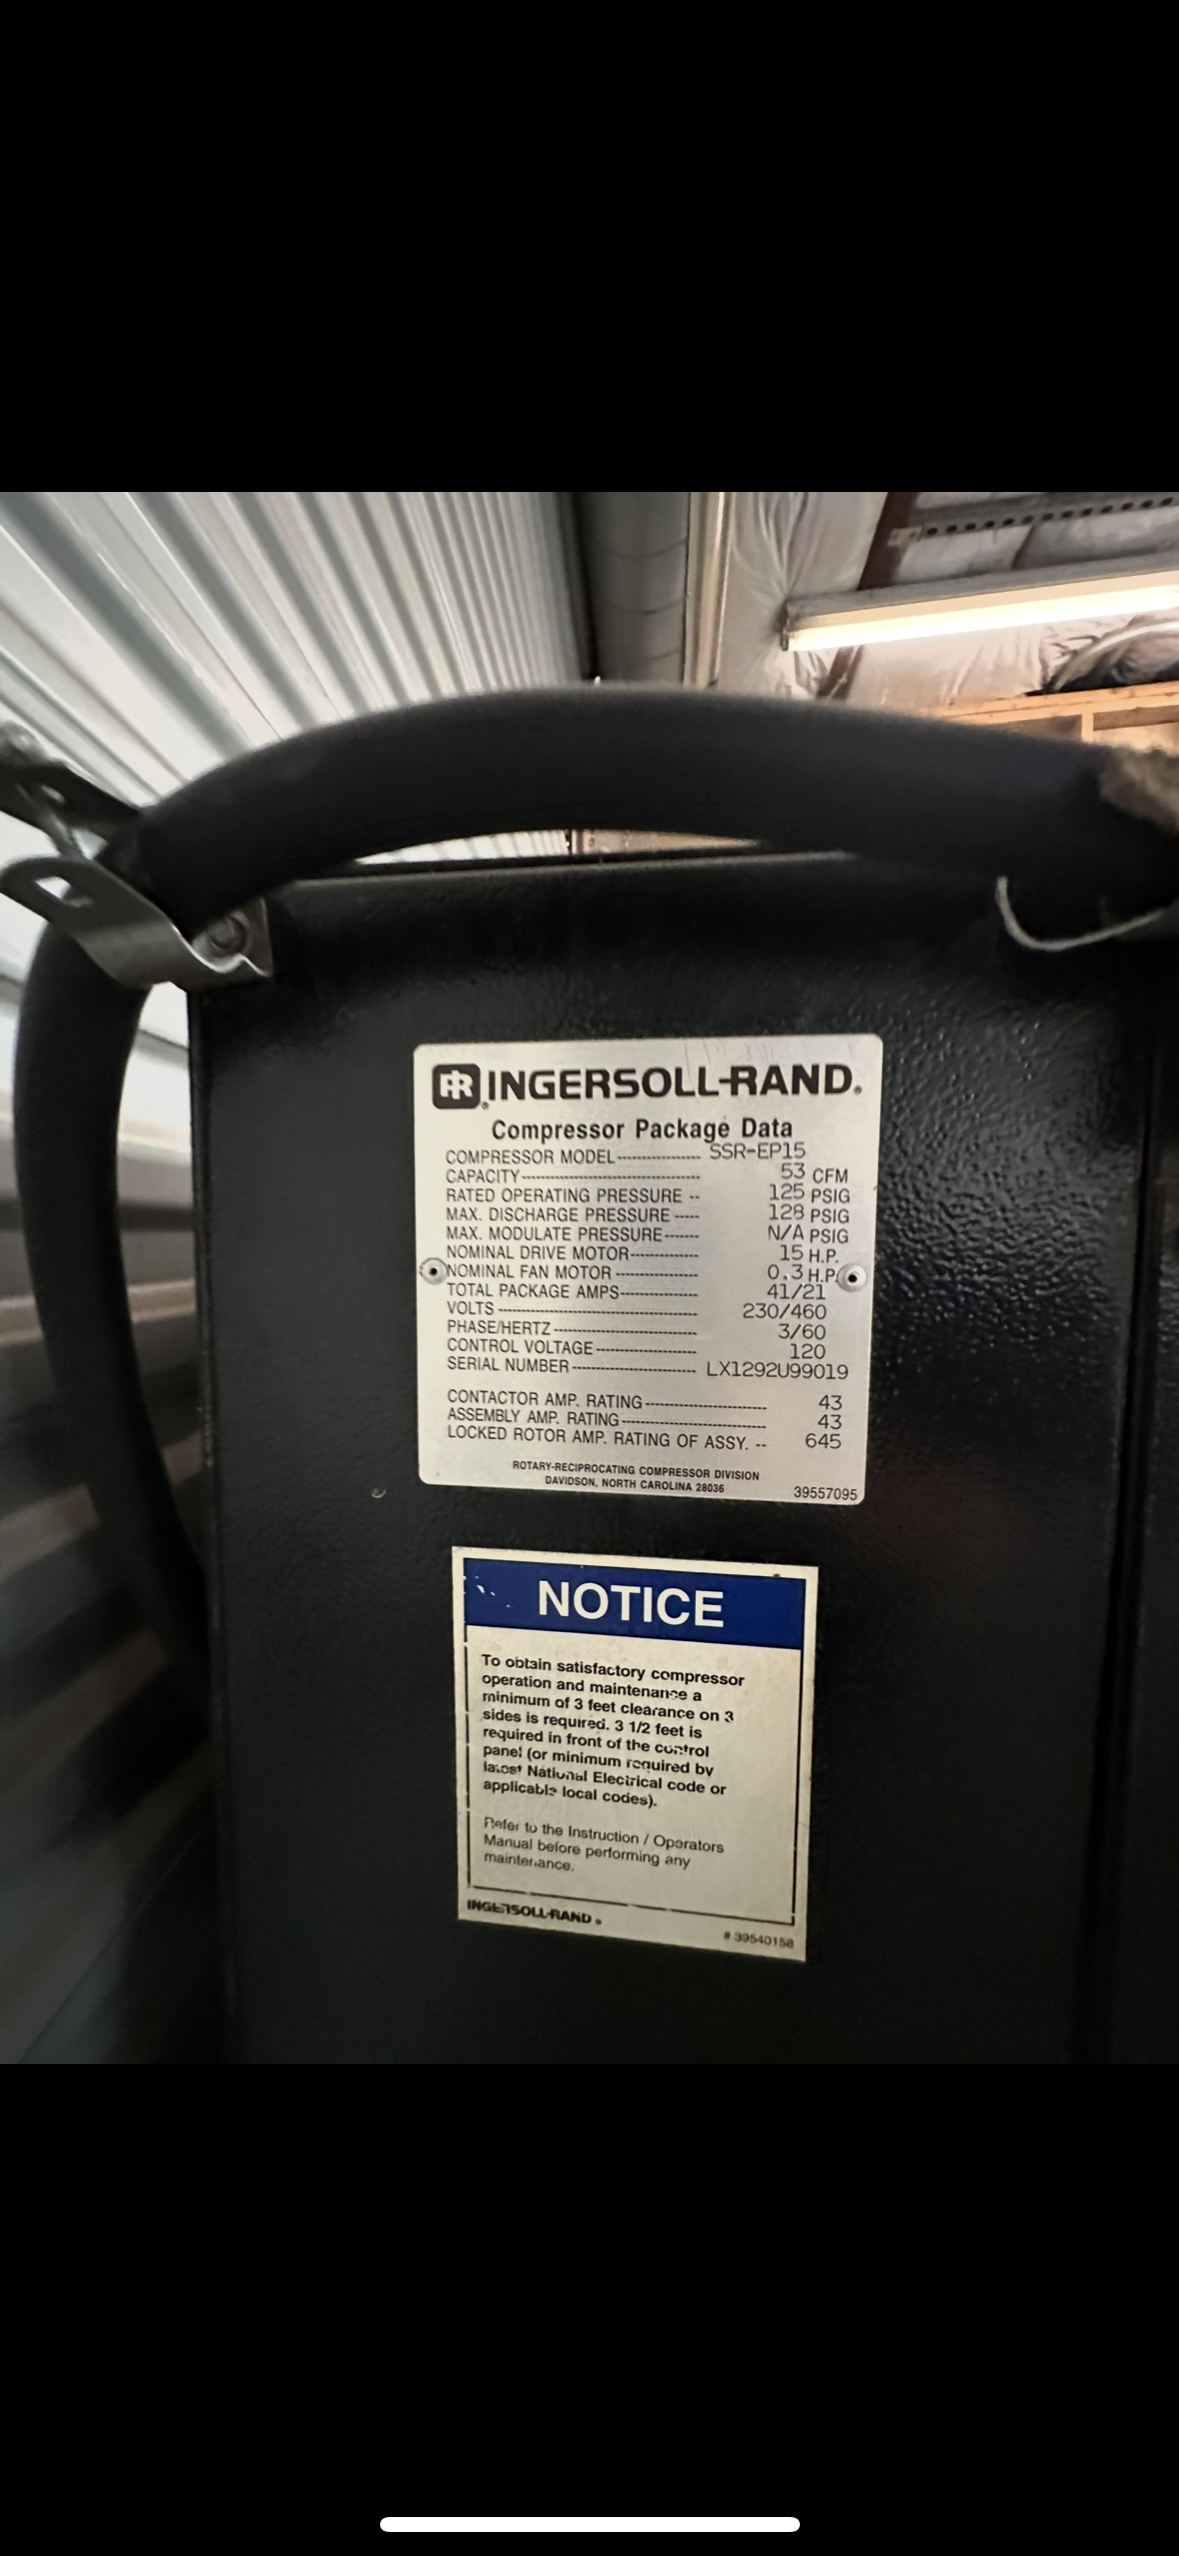 IR INGERSOLL-RAND®
Compressor Package Data
COMPRESSOR MODEL SSR-EP15
CAPACITY 53 CFM
RATED OPERATING PRESSURE 125 PSIG
MAX. DISCHARGE PRESSURE 128 PSIG
MAX. MODULATE PRESSURE N/A PSIG
NOMINAL DRIVE MOTOR 15 H.P.
NOMINAL FAN MOTOR 0.3 H.P.
TOTAL PACKAGE AMPS 41/21
VOLTS 230/460
PHASE/HERTZ 3/60
CONTROL VOLTAGE 120
SERIAL NUMBER LX1292U99019
CONTACTOR AMP. RATING 43
ASSEMBLY AMP. RATING 43
LOCKED ROTOR AMP. RATING OF ASSY. 645
ROTARY-RECIPROCATING COMPRESSOR DIVISION
DAVIDSON, NORTH CAROLINA 28036 39557095
NOTICE
To obtain satisfactory compressor
operation and maintenance a
minimum of 3 feet clearance on 3
sides is required. 3 1/2 feet is
required in front of the control
panel (or minimum required by
latest National Electrical code or
applicable local codes).
Refer to the Instruction / Operators
Manual before performing any
maintenance.
INGERSOLL-RAND®
# 39540158